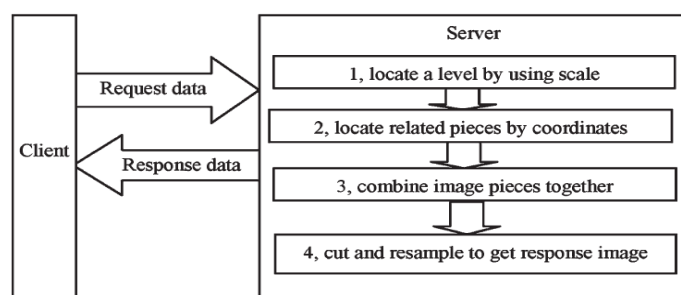 Server
1, locate a level by using scale
Request data
2, locate related pieces by coordinates
Client
Response data
3, combine image pieces together
4, cut and resample to get response image